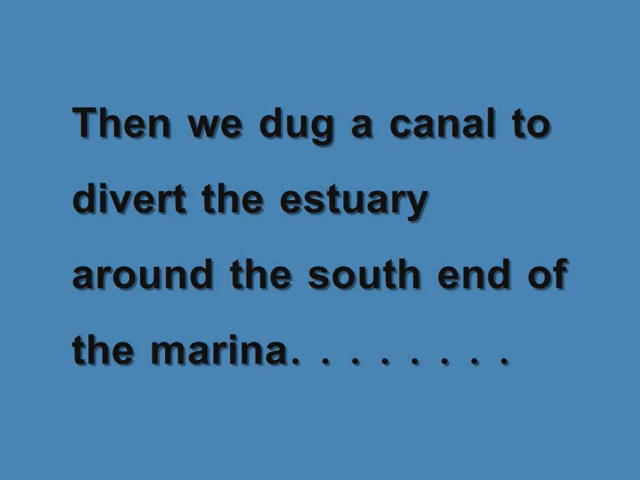 Then we dug a canal to
divert the estuary
around the south end of
the marina. . . . . . . .